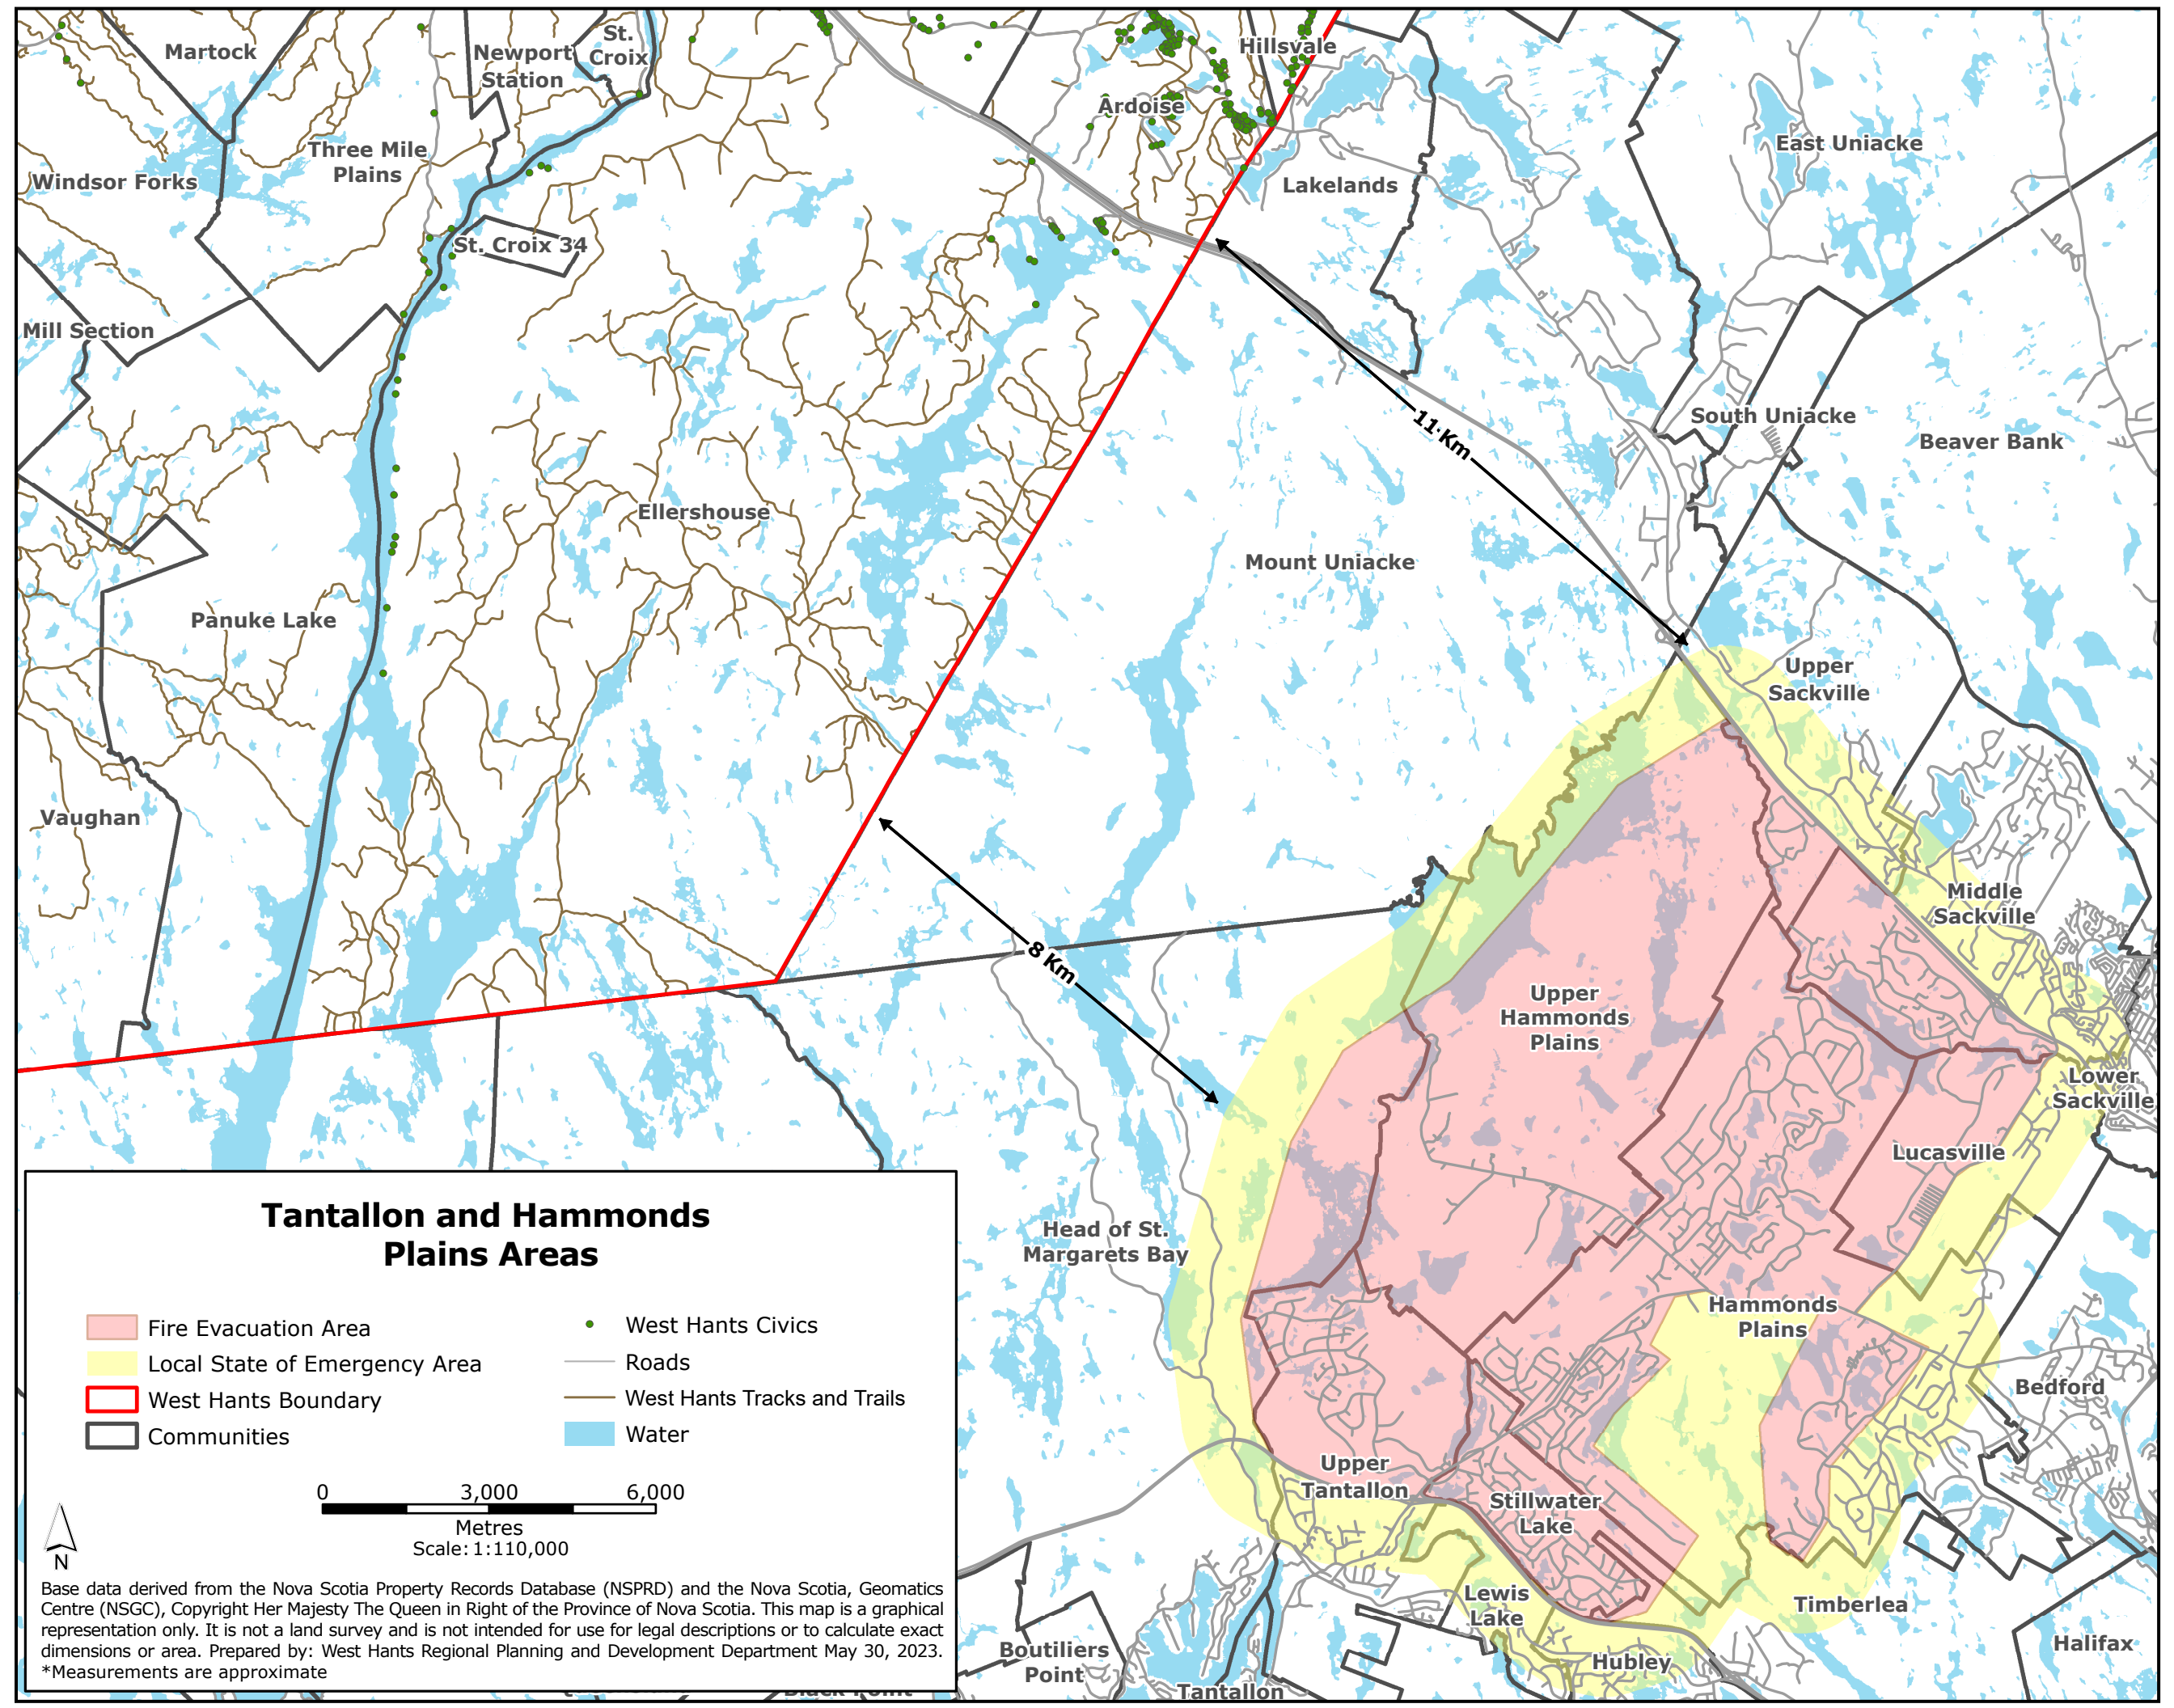 Martock
Newport
Station
St.
Croix
Hillsvale
Ardoise
Three Mile
Plains
Windsor Forks
Lakelands
East Uniacke
St. Croix 34
Mill Section
11 Km
South Uniacke
Beaver Bank
Ellershouse
Mount Uniacke
Panuke Lake
Upper
Sackville
Vaughan
Middle
Sackville
8 Km
Upper
Hammonds
Plains
Lower
Sackville
Lucasville
Head of St.
Margarets Bay
Hammonds
Plains
Bedford
Upper
Tantallon
Stillwater
Lake
Lewis
Lake
Timberlea
Boutiliers
Point
Hubley
Halifax
Tantallon
Black Point
Tantallon and Hammonds
Plains Areas
Fire Evacuation Area
Local State of Emergency Area
West Hants Boundary
Communities
West Hants Civics
Roads
West Hants Tracks and Trails
Water
0 3,000 6,000
Metres
Scale: 1:110,000
N
Base data derived from the Nova Scotia Property Records Database (NSPRD) and the Nova Scotia, Geomatics
Centre (NSGC), Copyright Her Majesty The Queen in Right of the Province of Nova Scotia. This map is a graphical
representation only. It is not a land survey and is not intended for use for legal descriptions or to calculate exact
dimensions or area. Prepared by: West Hants Regional Planning and Development Department May 30, 2023.
*Measurements are approximate